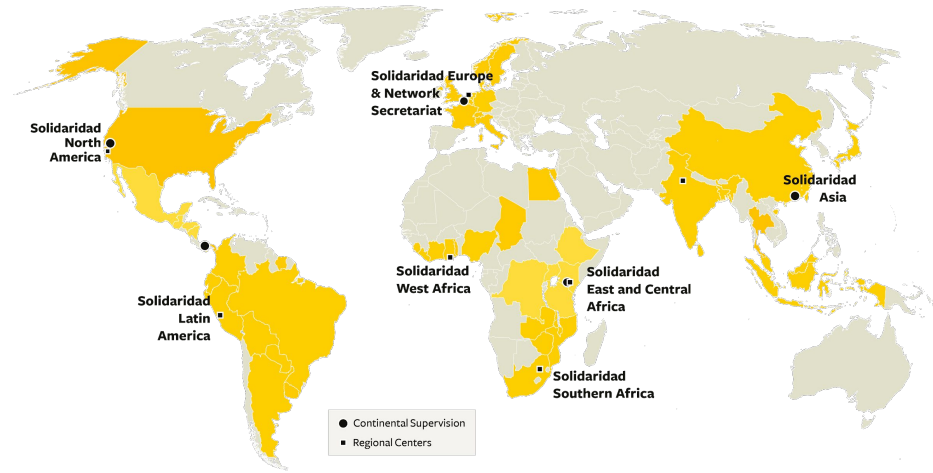 Solidaridad Europe
& Network
Secretariat
Solidaridad
North
America
Solidaridad
Asia
Solidaridad
West Africa
Solidaridad
East and Central
Africa
Solidaridad
Latin
America
Solidaridad
Southern Africa
Continental Supervision
Regional Centers